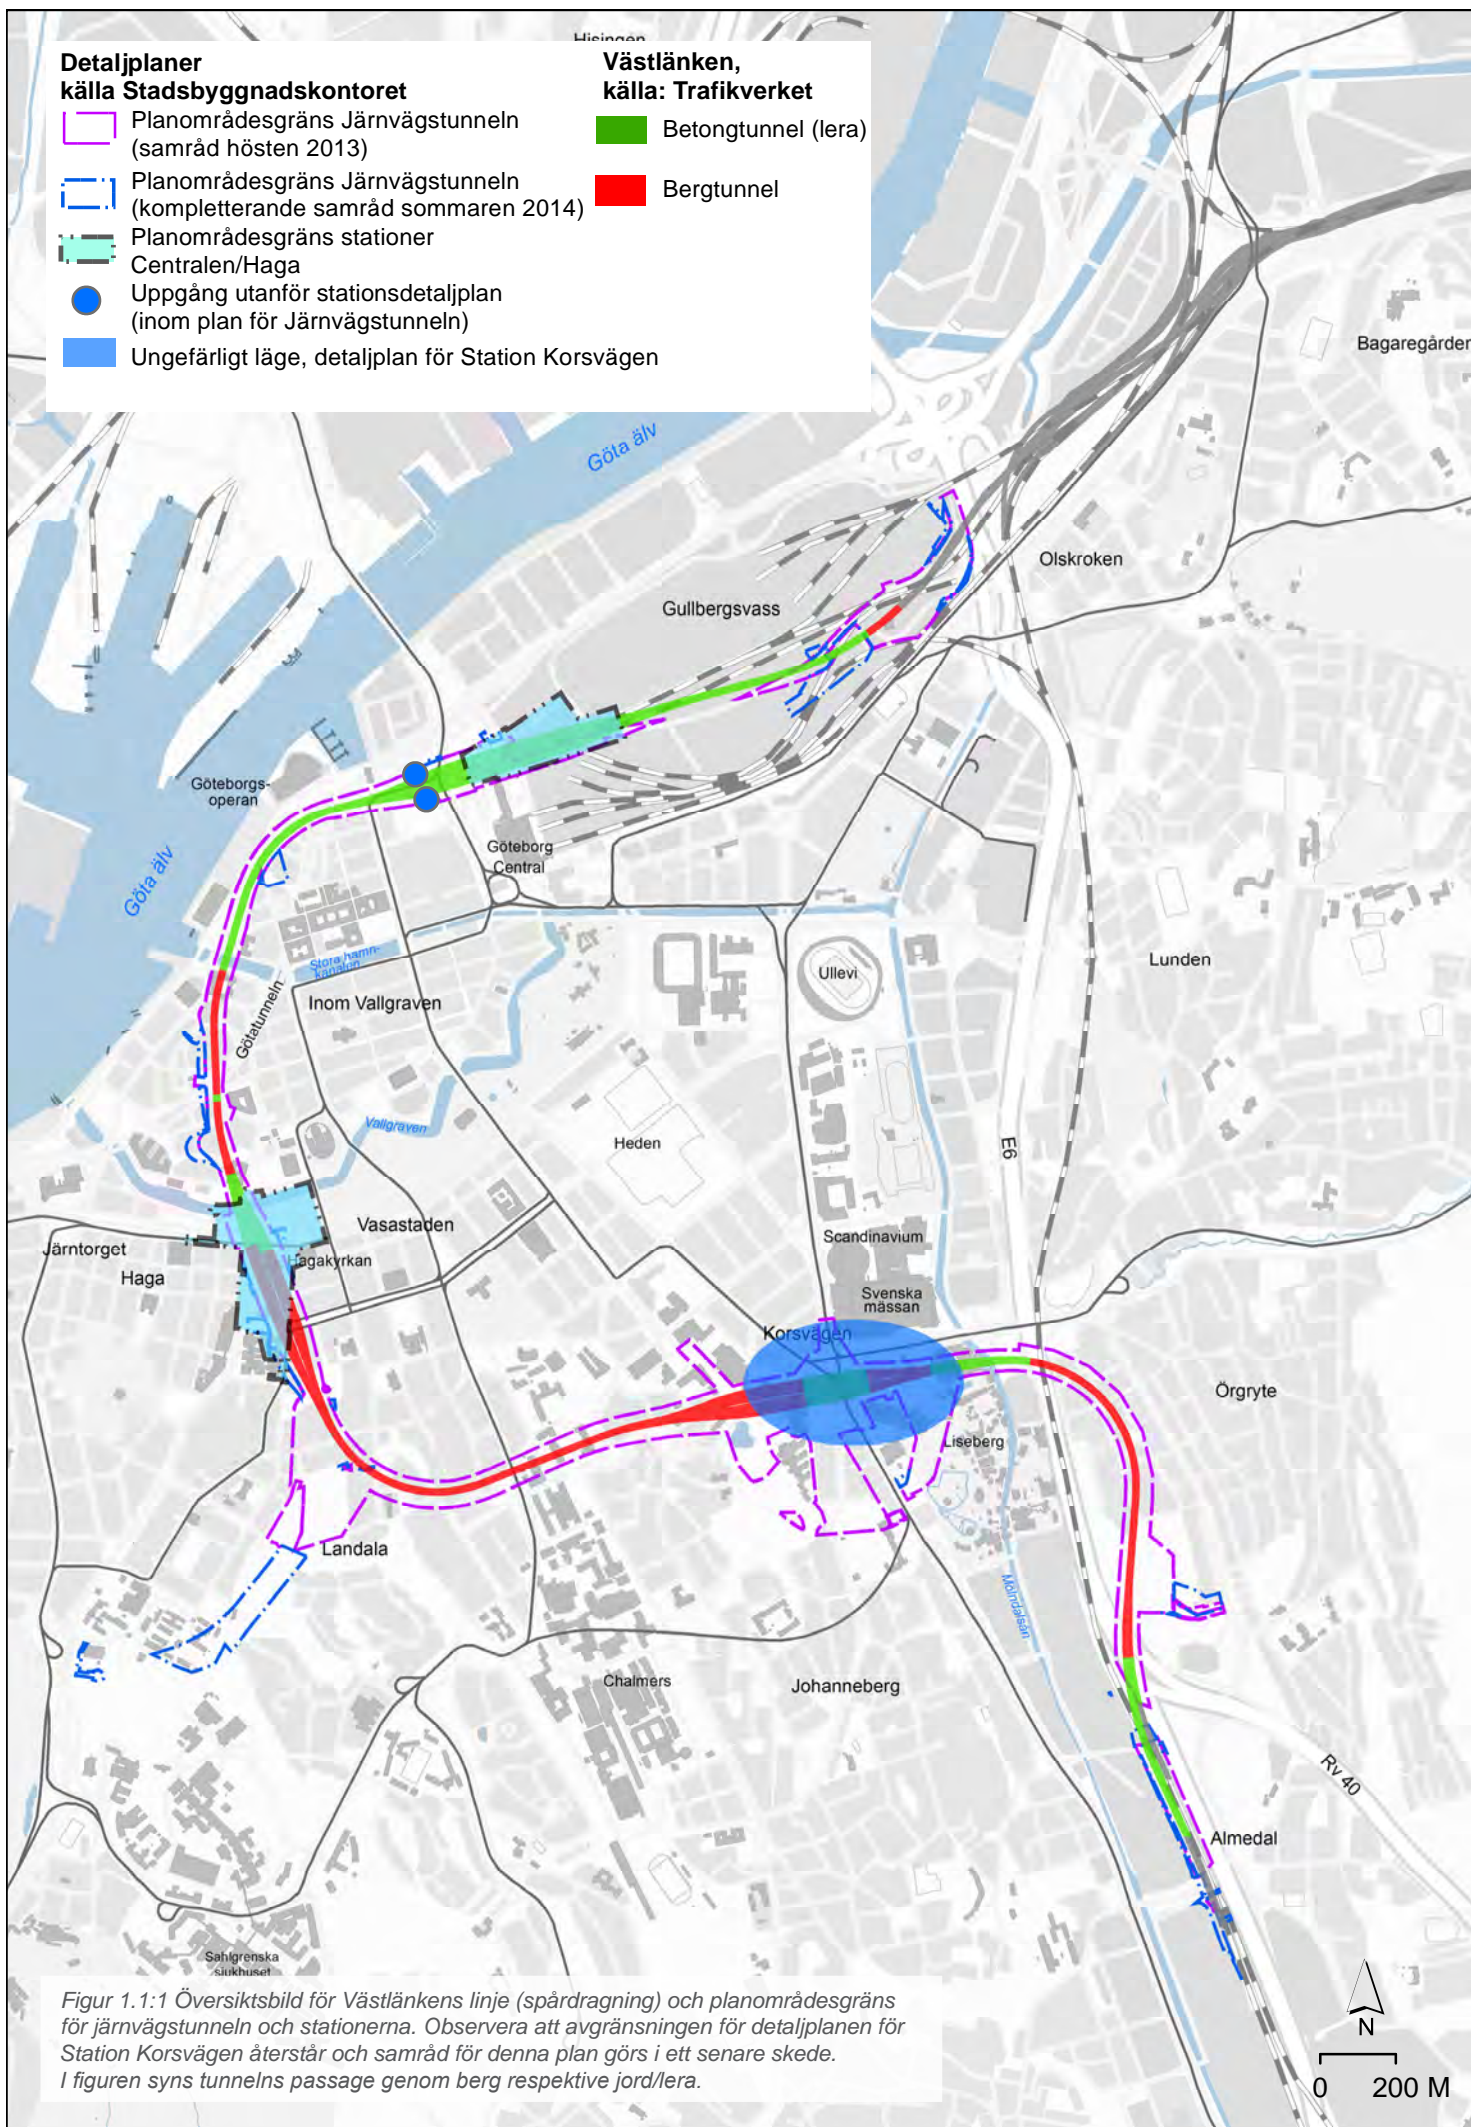 Hisingen
Detaljplaner
källa Stadsbyggnadskontoret
Planområdesgräns Järnvägstunneln
(samråd hösten 2013)
Planområdesgräns Järnvägstunneln
(kompletterande samråd sommaren 2014)
Planområdesgräns stationer
Centralen/Haga
Uppgång utanför stationsdetaljplan
(inom plan för Järnvägstunneln)
Ungefärligt läge, detaljplan för Station Korsvägen
Västlänken,
källa: Trafikverket
Betongtunnel (lera)
Bergtunnel
Bagaregården
Göta älv
Olskroken
Gullbergsvass
Göteborgs-
operan
Göteborg
Central
Göta älv
Stora hamn-
kanalen
Ullevi
Lunden
Inom Vallgraven
Götatunneln
Vallgraven
Heden
E6
Vasastaden
Järntorget
Haga
Hagakyrkan
Scandinavium
Svenska
mässan
Korsvägen
Örgryte
Liseberg
Landala
Mölndalsån
Chalmers
Johanneberg
Rv 40
Almedal
Sahlgrenska
sjukhuset
Figur 1.1:1 Översiktsbild för Västlänkens linje (spårdragning) och planområdesgräns
för järnvägstunneln och stationerna. Observera att avgränsningen för detaljplanen för
Station Korsvägen återstår och samråd för denna plan görs i ett senare skede.
I figuren syns tunnelns passage genom berg respektive jord/lera.
N
0 200 M